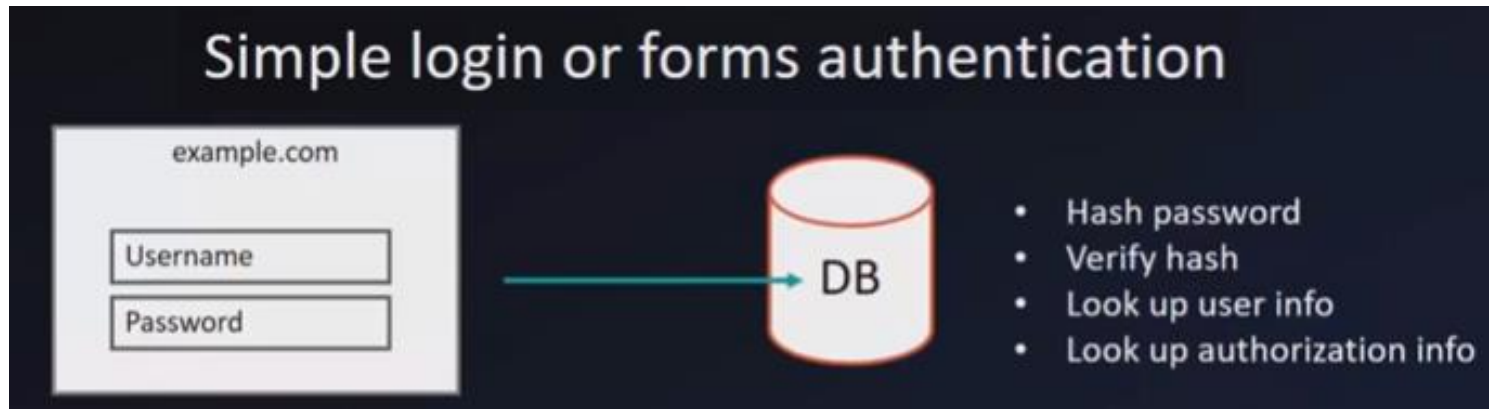 Simple login or forms authentication
example.com
Username
Password
DB
• Hash password
• Verify hash
• Look up user info
• Look up authorization info